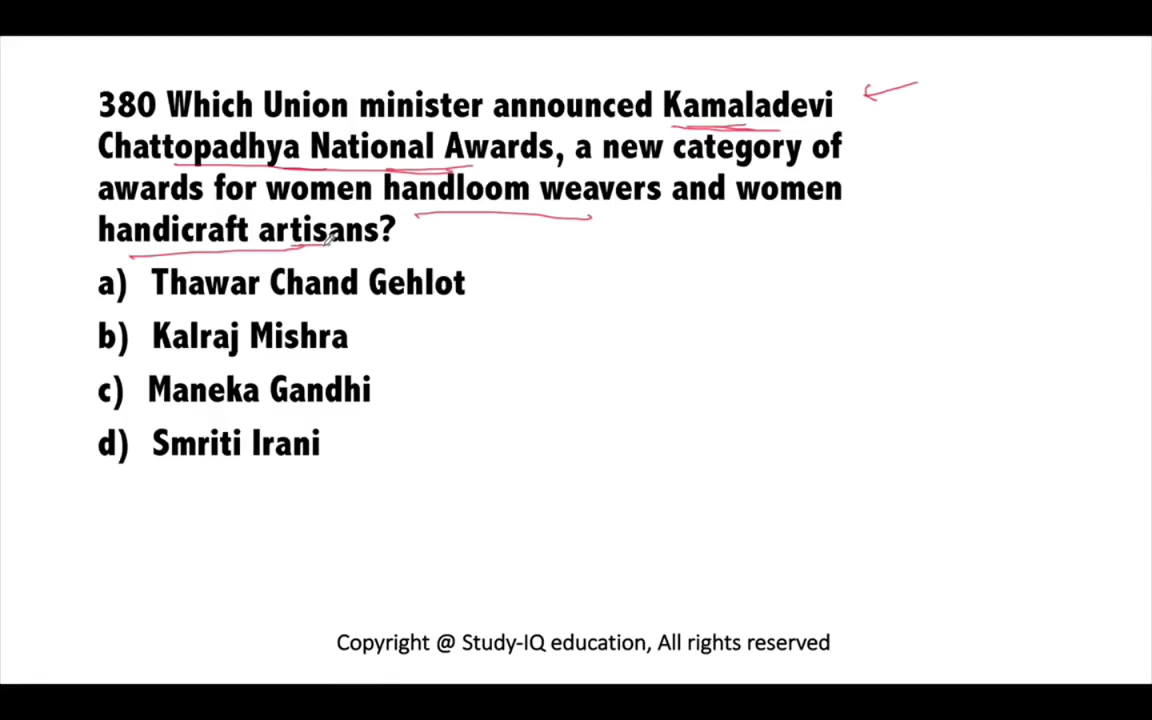 380 Which Union minister announced Kamaladevi
Chattopadhya National Awards, a new category of
awards for women handloom weavers and women
handicraft artisans?
a) Thawar Chand Gehlot
b) Kalraj Mishra
c) Maneka Gandhi
d) Smriti Irani
Copyright @ Study-IQ education, All rights reserved